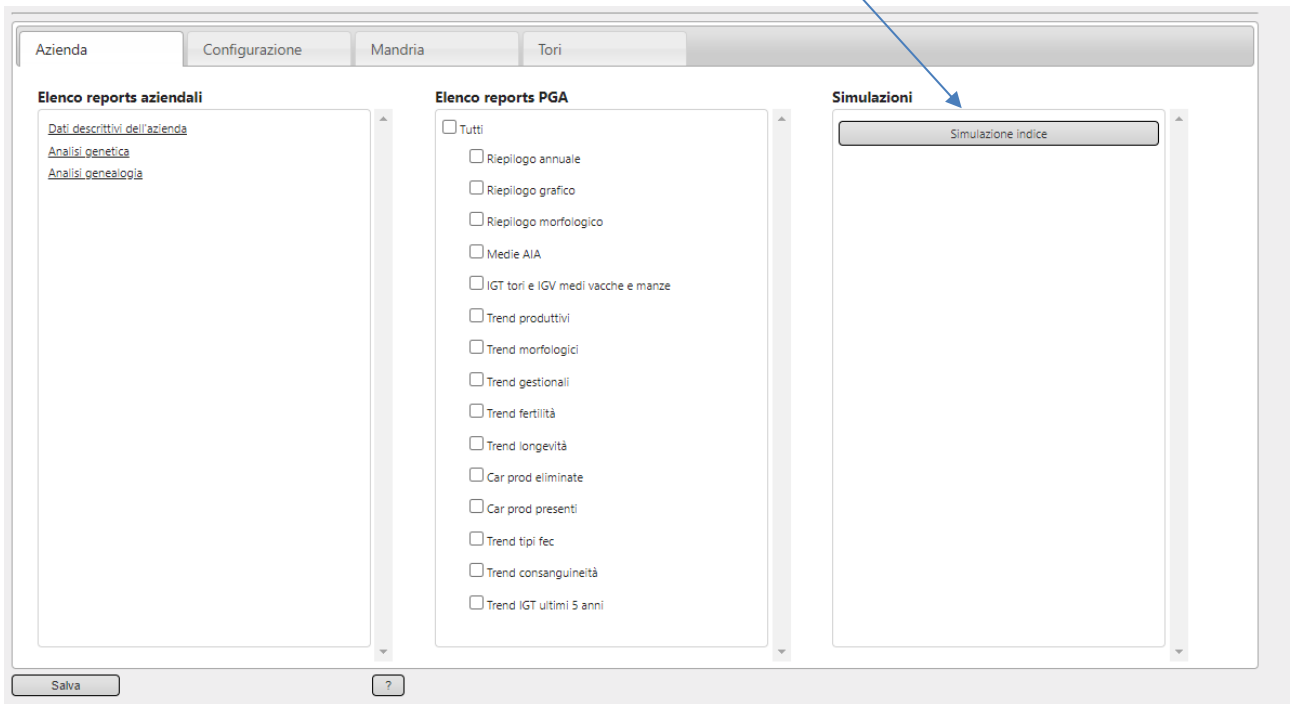 Azienda
Configurazione
Mandria
Tori
Elenco reports aziendali
Dati descrittivi dell'azienda
Analisi genetica
Analisi genealogia
Elenco reports PGA
Tutti
Riepilogo annuale
Riepilogo grafico
Riepilogo morfologico
Medie AIA
IGT tori e IGV medi vacche e manze
Trend produttivi
Trend morfologici
Trend gestionali
Trend fertilità
Trend longevità
Car prod eliminate
Car prod presenti
Trend tipi fec
Trend consanguineità
Trend IGT ultimi 5 anni
Simulazioni
Simulazione indice
Salva
?